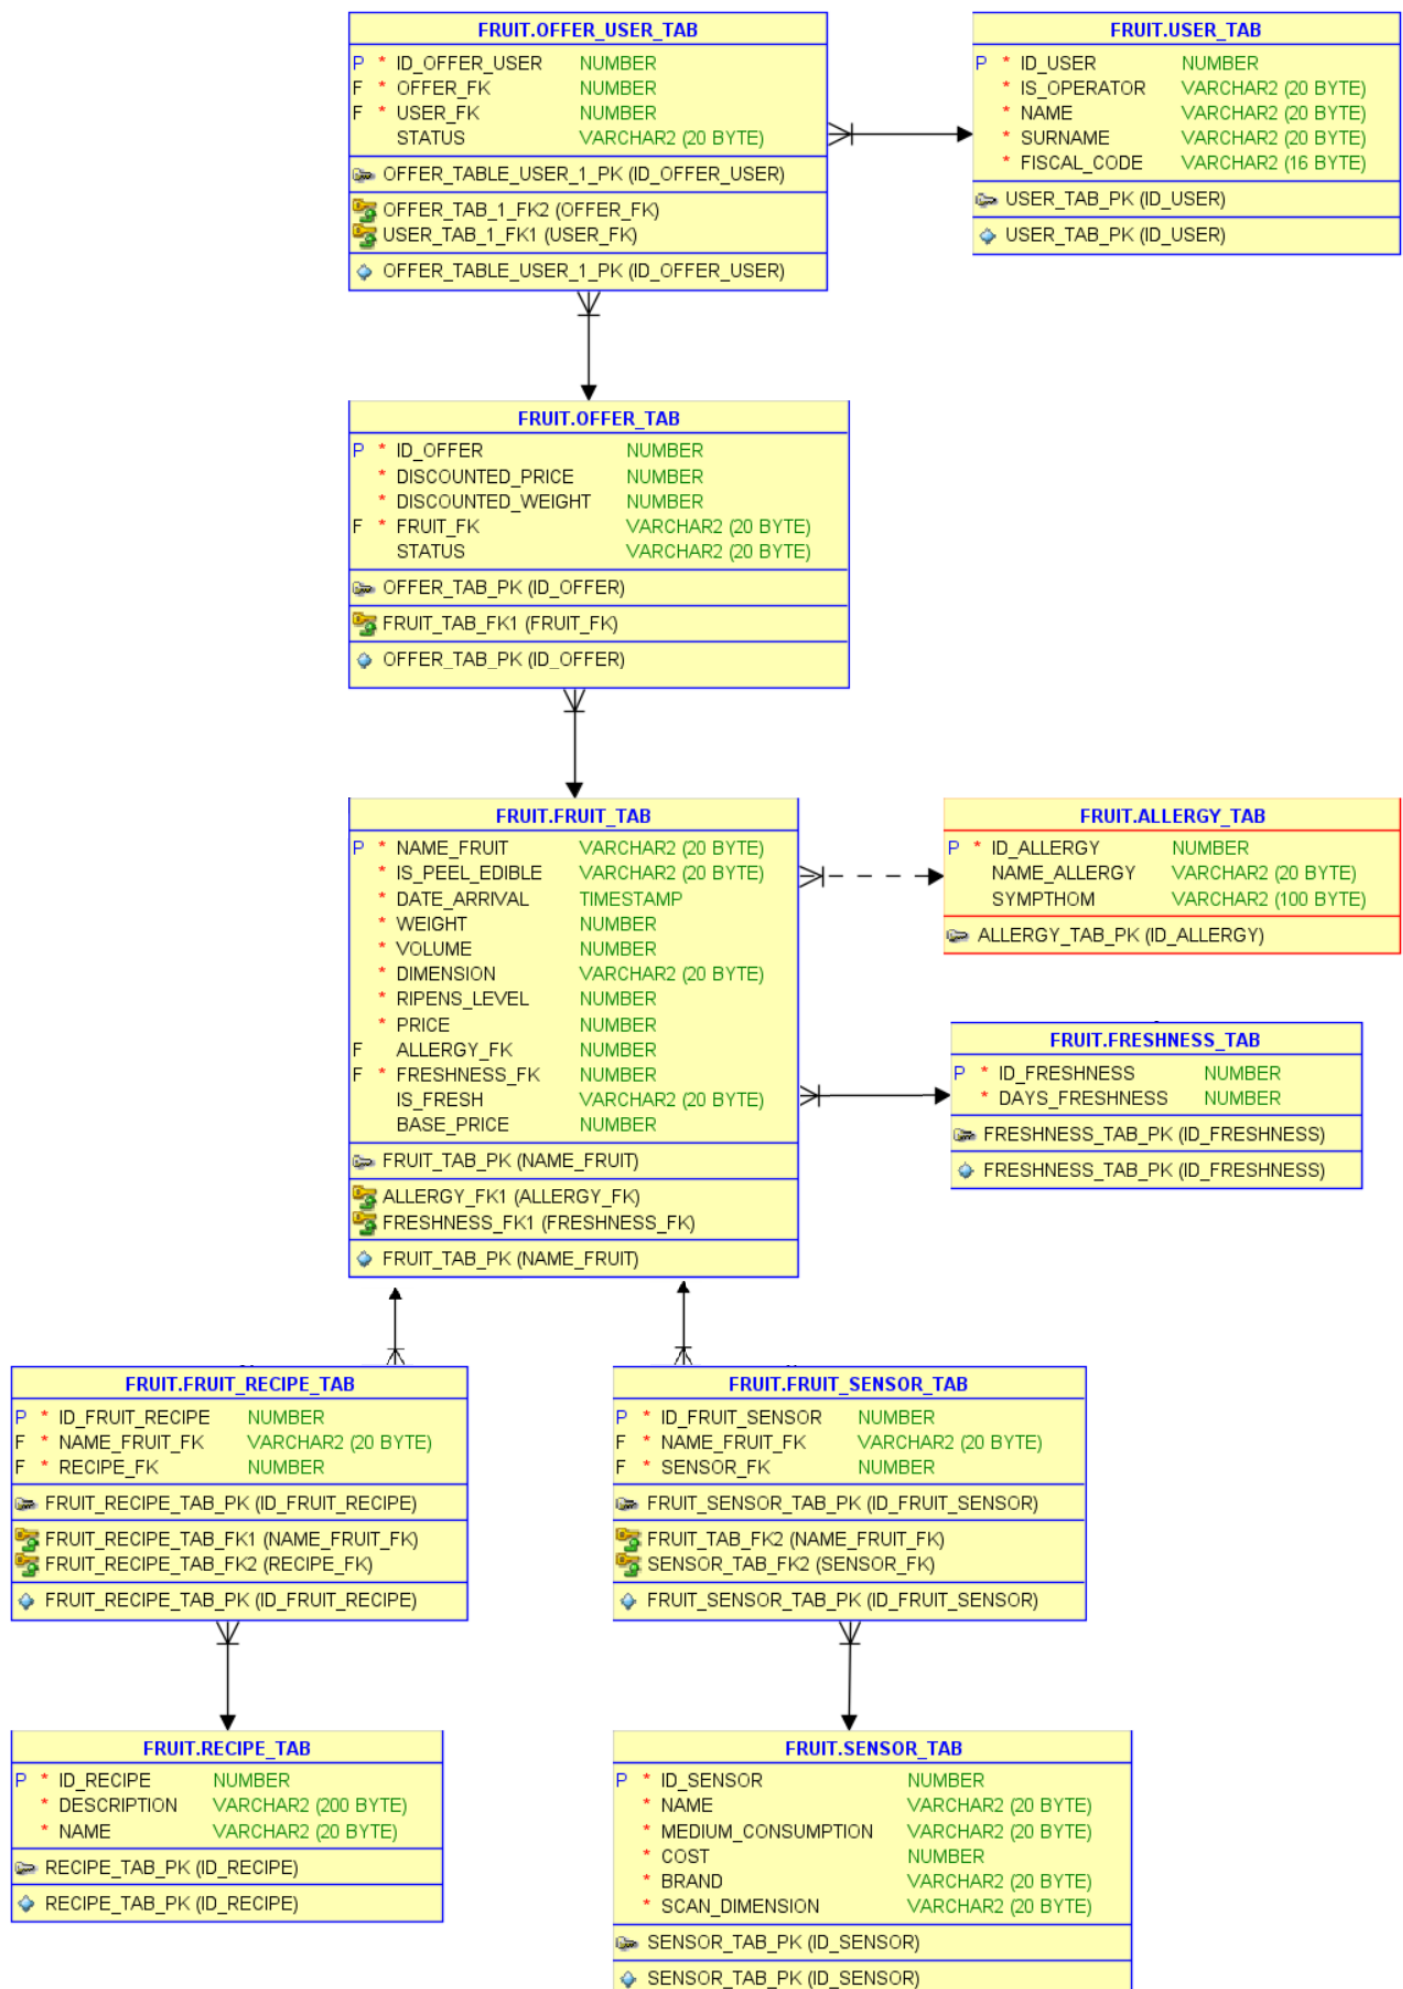 FRUIT.OFFER_USER_TAB
P * ID_OFFER_USER NUMBER
F * OFFER_FK NUMBER
F * USER_FK NUMBER
STATUS VARCHAR2 (20 BYTE)
OFFER_TABLE_USER_1_PK (ID_OFFER_USER)
OFFER_TAB_1_FK2 (OFFER_FK)
USER_TAB_1_FK1 (USER_FK)
OFFER_TABLE_USER_1_PK (ID_OFFER_USER)
FRUIT.USER_TAB
P * ID_USER NUMBER
* IS_OPERATOR VARCHAR2 (20 BYTE)
* NAME VARCHAR2 (20 BYTE)
* SURNAME VARCHAR2 (20 BYTE)
* FISCAL_CODE VARCHAR2 (16 BYTE)
USER_TAB_PK (ID_USER)
USER_TAB_PK (ID_USER)
FRUIT.OFFER_TAB
P * ID_OFFER NUMBER
* DISCOUNTED_PRICE NUMBER
* DISCOUNTED_WEIGHT NUMBER
F * FRUIT_FK VARCHAR2 (20 BYTE)
STATUS VARCHAR2 (20 BYTE)
OFFER_TAB_PK (ID_OFFER)
FRUIT_TAB_FK1 (FRUIT_FK)
OFFER_TAB_PK (ID_OFFER)
FRUIT.FRUIT_TAB
P * NAME_FRUIT VARCHAR2 (20 BYTE)
* IS_PEEL_EDIBLE VARCHAR2 (20 BYTE)
* DATE_ARRIVAL TIMESTAMP
* WEIGHT NUMBER
* VOLUME NUMBER
* DIMENSION VARCHAR2 (20 BYTE)
* RIPENS_LEVEL NUMBER
* PRICE NUMBER
F ALLERGY_FK NUMBER
F * FRESHNESS_FK NUMBER
IS_FRESH VARCHAR2 (20 BYTE)
BASE_PRICE NUMBER
FRUIT_TAB_PK (NAME_FRUIT)
ALLERGY_FK1 (ALLERGY_FK)
FRESHNESS_FK1 (FRESHNESS_FK)
FRUIT_TAB_PK (NAME_FRUIT)
FRUIT.ALLERGY_TAB
P * ID_ALLERGY NUMBER
NAME_ALLERGY VARCHAR2 (20 BYTE)
SYMPTHOM VARCHAR2 (100 BYTE)
ALLERGY_TAB_PK (ID_ALLERGY)
FRUIT.FRESHNESS_TAB
P * ID_FRESHNESS NUMBER
* DAYS_FRESHNESS NUMBER
FRESHNESS_TAB_PK (ID_FRESHNESS)
FRESHNESS_TAB_PK (ID_FRESHNESS)
FRUIT.FRUIT_RECIPE_TAB
P * ID_FRUIT_RECIPE NUMBER
F * NAME_FRUIT_FK VARCHAR2 (20 BYTE)
F * RECIPE_FK NUMBER
FRUIT_RECIPE_TAB_PK (ID_FRUIT_RECIPE)
FRUIT_RECIPE_TAB_FK1 (NAME_FRUIT_FK)
FRUIT_RECIPE_TAB_FK2 (RECIPE_FK)
FRUIT_RECIPE_TAB_PK (ID_FRUIT_RECIPE)
FRUIT.FRUIT_SENSOR_TAB
P * ID_FRUIT_SENSOR NUMBER
F * NAME_FRUIT_FK VARCHAR2 (20 BYTE)
F * SENSOR_FK NUMBER
FRUIT_SENSOR_TAB_PK (ID_FRUIT_SENSOR)
FRUIT_TAB_FK2 (NAME_FRUIT_FK)
SENSOR_TAB_FK2 (SENSOR_FK)
FRUIT_SENSOR_TAB_PK (ID_FRUIT_SENSOR)
FRUIT.RECIPE_TAB
P * ID_RECIPE NUMBER
* DESCRIPTION VARCHAR2 (200 BYTE)
* NAME VARCHAR2 (20 BYTE)
RECIPE_TAB_PK (ID_RECIPE)
RECIPE_TAB_PK (ID_RECIPE)
FRUIT.SENSOR_TAB
P * ID_SENSOR NUMBER
* NAME VARCHAR2 (20 BYTE)
* MEDIUM_CONSUMPTION VARCHAR2 (20 BYTE)
* COST NUMBER
* BRAND VARCHAR2 (20 BYTE)
* SCAN_DIMENSION VARCHAR2 (20 BYTE)
SENSOR_TAB_PK (ID_SENSOR)
SENSOR_TAB_PK (ID_SENSOR)